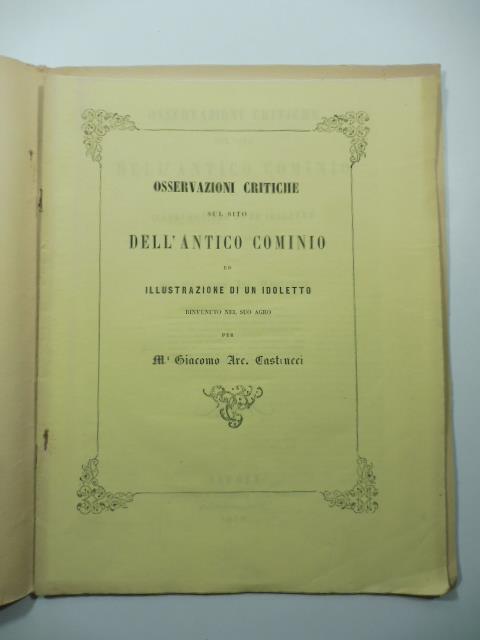 OSSERVAZIONI CRITICHE
SUL SITO
DELL'ANTICO COMINIO
ED
ILLUSTRAZIONE DI UN IDOLETTO
RINVENUTO NEL SUO AGRO
PER
M.r Giacomo Arc. Castrucci